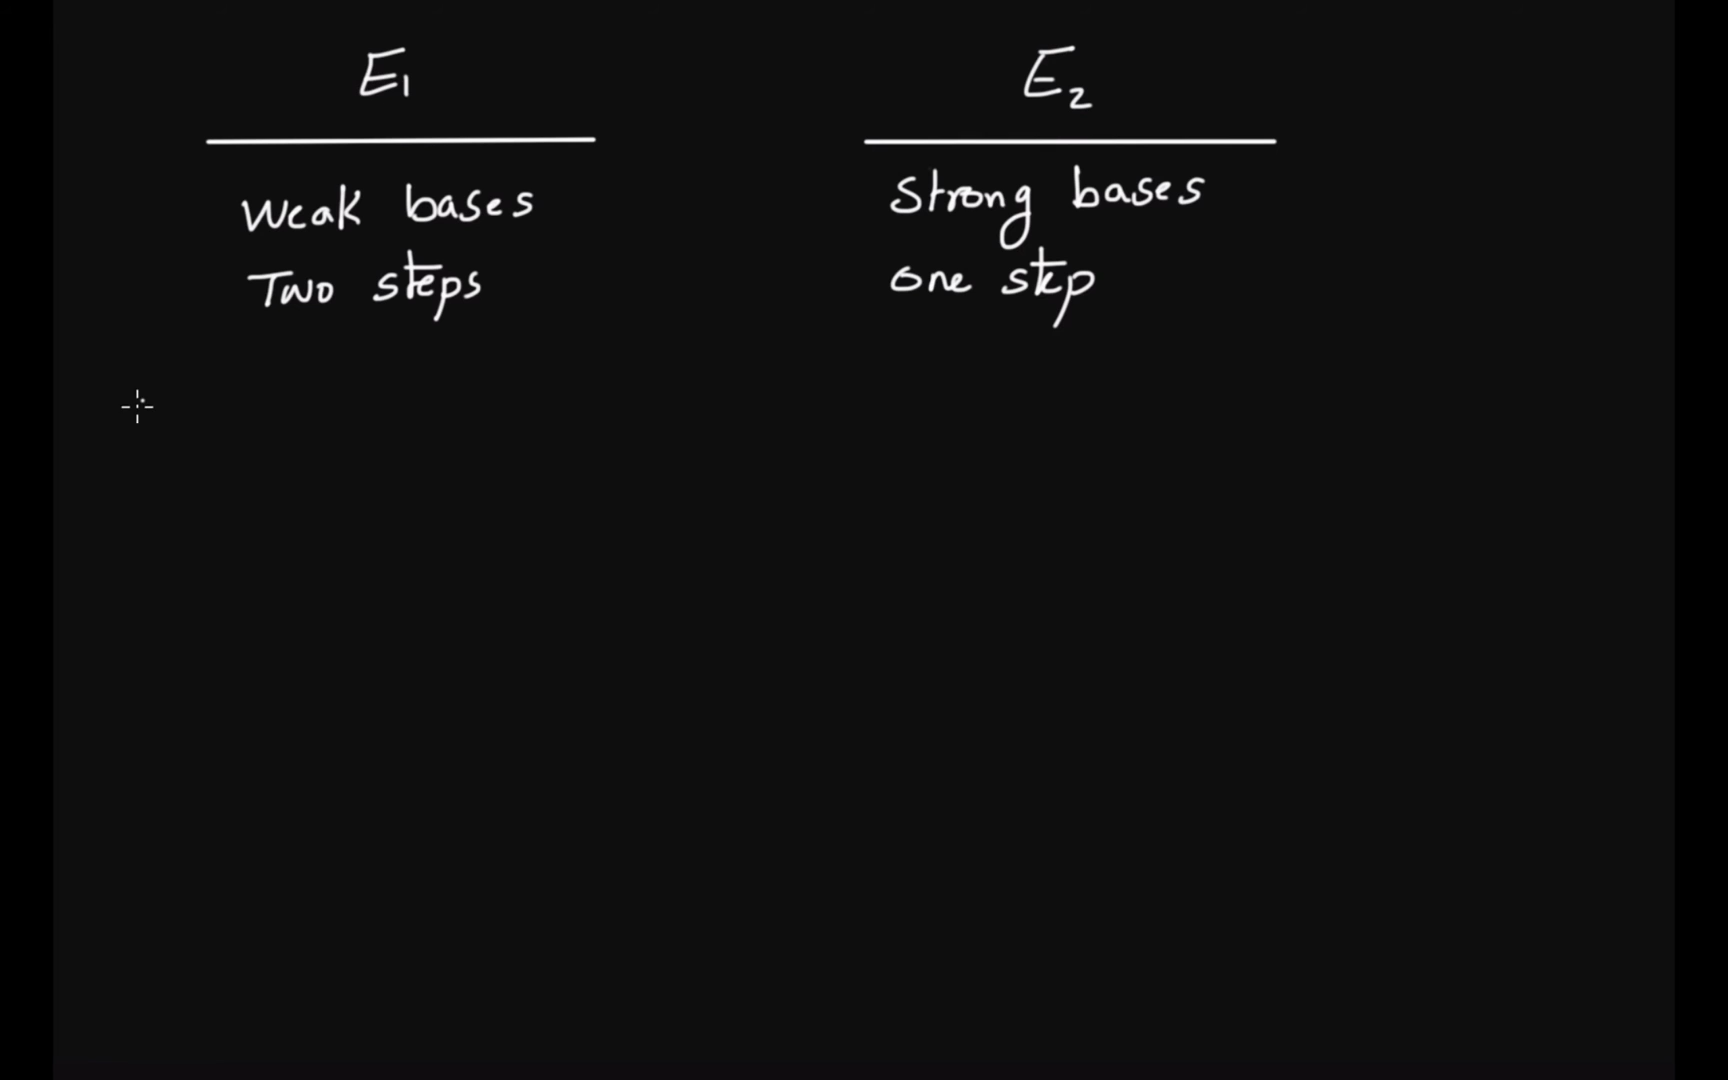 E1
Weak bases
Two steps
E2
Strong bases
one step